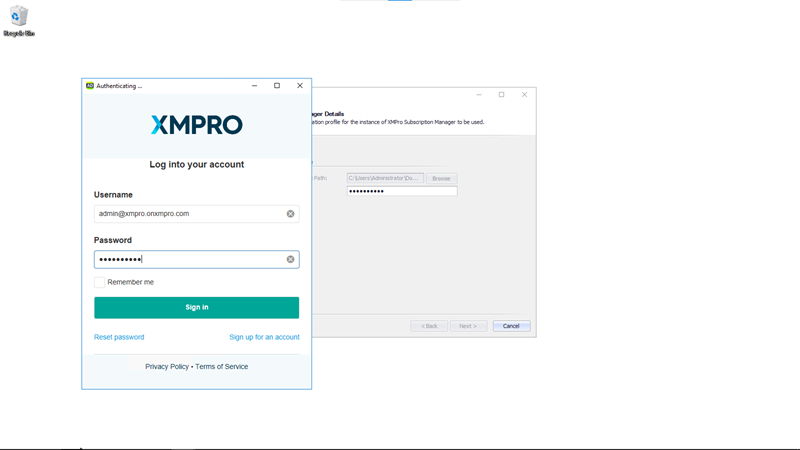 Recycle Bin
Authenticating ...
XMPRO
Log into your account
Username
admin@xmpro.onxmpro.com
Password
●●●●●●●●●●
Remember me
Sign in
Reset password
Sign up for an account
Privacy Policy • Terms of Service
ager Details
ation profile for the instance of XMPro Subscription Manager to be used.
Path:
C:\Users\Administrator\Do...
Browse
●●●●●●●●●●
< Back
Next >
Cancel